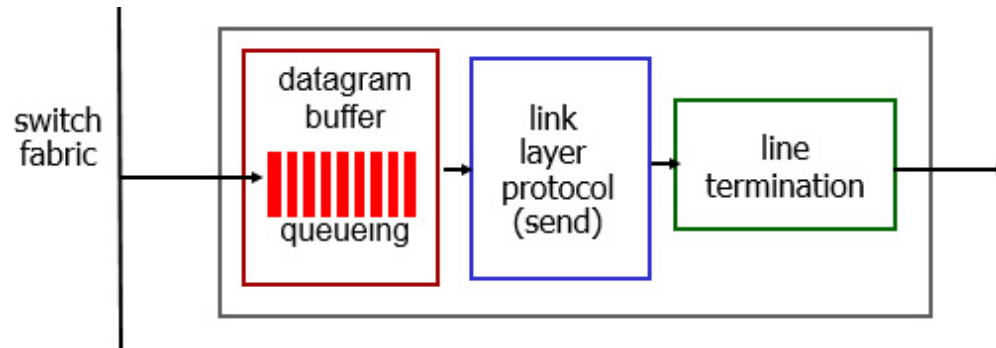 switch
fabric
datagram
buffer
queueing
link
layer
protocol
(send)
line
termination